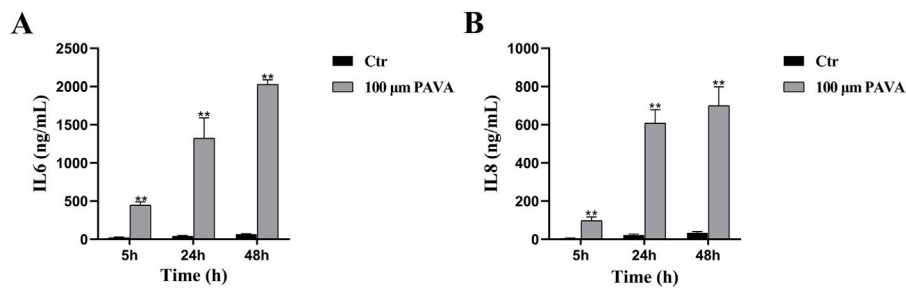 A
IL6 (ng/mL)
2500
2000
1500
1000
500
0
**
**
**
5h 24h 48h
Time (h)
Ctr
100 μm PAVA
B
IL8 (ng/mL)
1000
800
600
400
200
0
**
**
**
5h 24h 48h
Time (h)
Ctr
100 μm PAVA